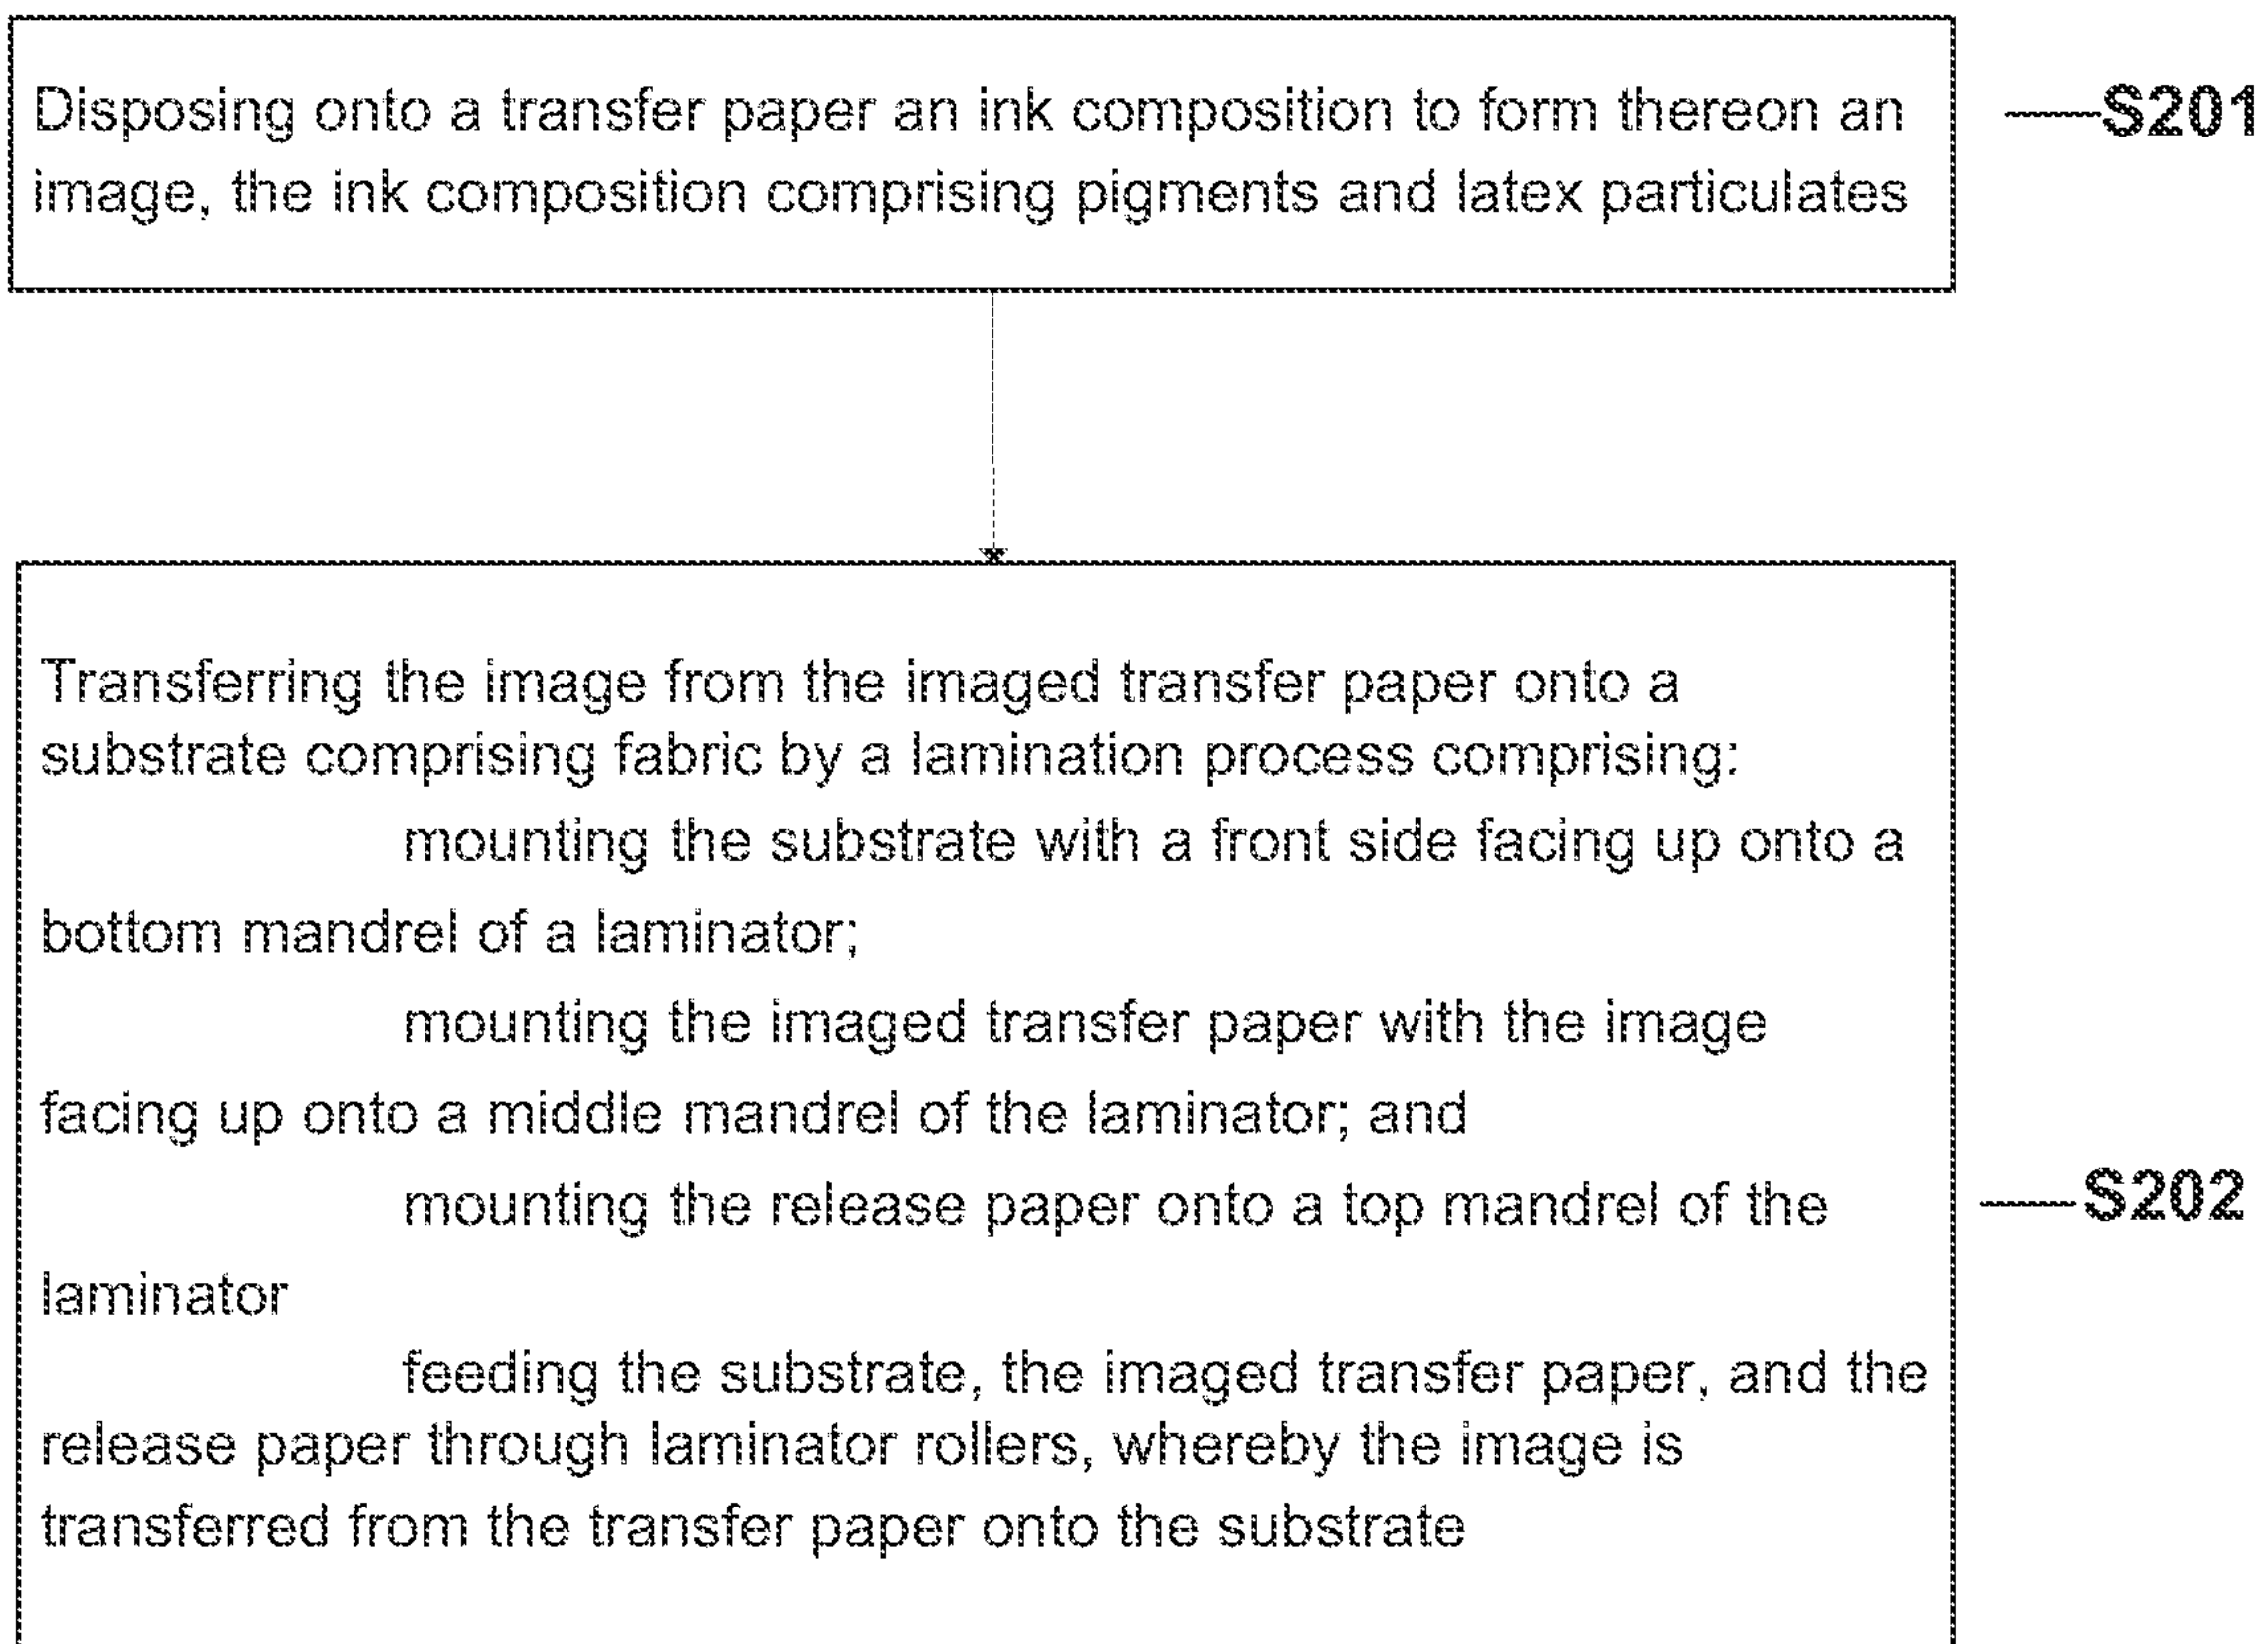 Disposing onto a transfer paper an ink composition to form thereon an
image, the ink composition comprising pigments and latex particulates
S201
Transferring the image from the imaged transfer paper onto a
substrate comprising fabric by a lamination process comprising:
mounting the substrate with a front side facing up onto a
bottom mandrel of a laminator;
mounting the imaged transfer paper with the image
facing up onto a middle mandrel of the laminator; and
mounting the release paper onto a top mandrel of the
laminator
feeding the substrate, the imaged transfer paper, and the
release paper through laminator rollers, whereby the image is
transferred from the transfer paper onto the substrate
S202